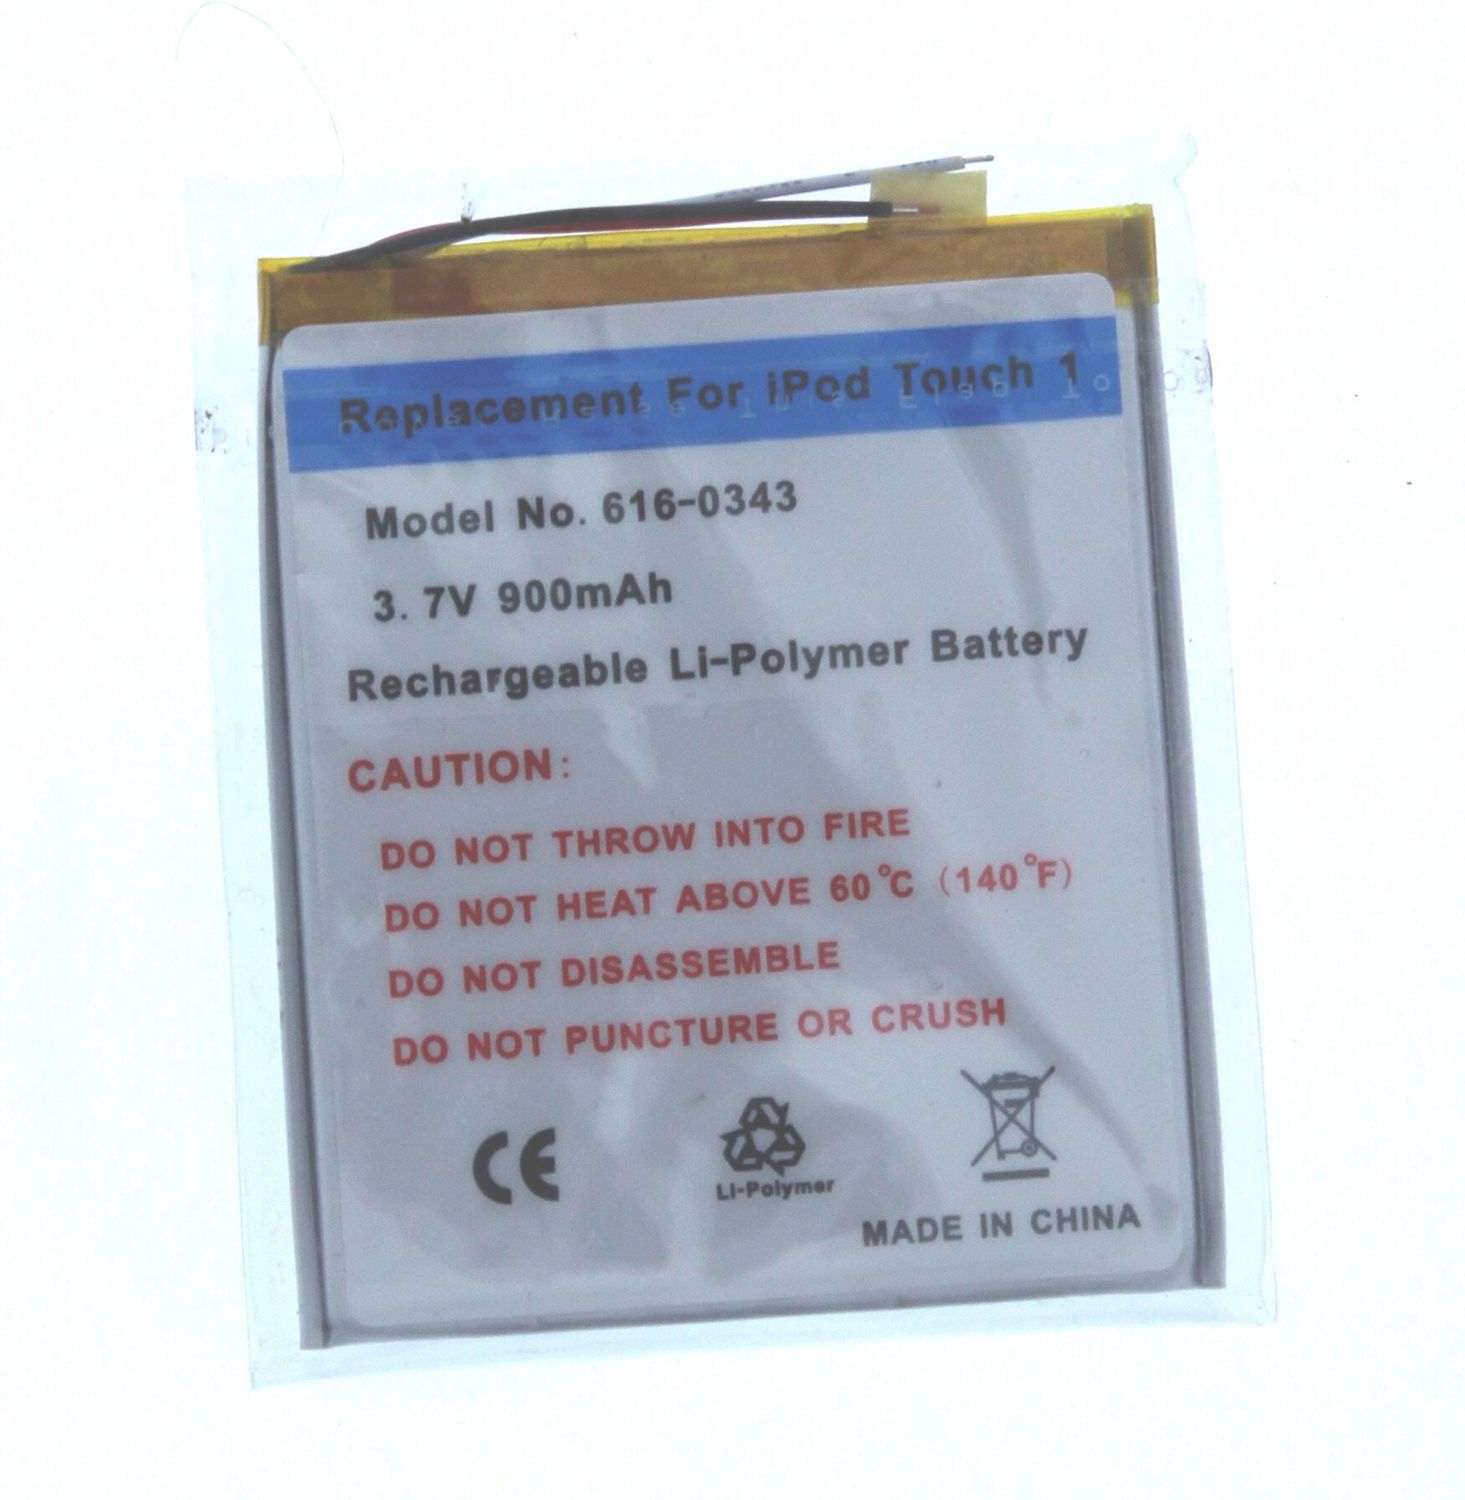 Replacement For iPod Touch 1
Model No. 616-0343
3. 7V 900mAh
Rechargeable Li-Polymer Battery
CAUTION:
DO NOT THROW INTO FIRE
DO NOT HEAT ABOVE 60°C (140°F)
DO NOT DISASSEMBLE
DO NOT PUNCTURE OR CRUSH
CE
Li-Polymer
MADE IN CHINA